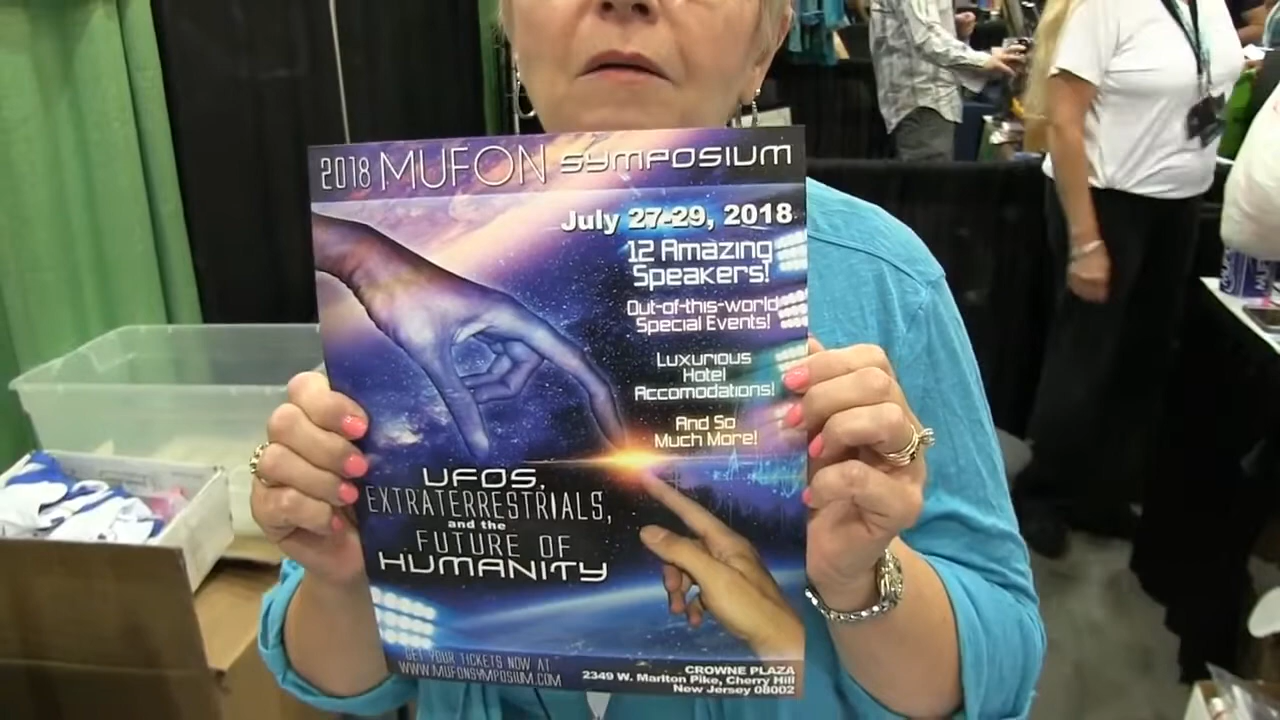 2018 MUFON SYMPOSIUM
July 27-29, 2018
12 Amazing
Speakers!
Out-of-this-world
Special Events!
Luxurious
Hotel
Accomodations!
And So
Much More!
UFOS,
EXTRATERRESTRIALS,
and the
FUTURE OF
HUMANITY
GET YOUR TICKETS NOW AT
WWW.MUFONSYMPOSIUM.COM
CROWNE PLAZA
2349 W. Marlton Pike, Cherry Hill
New Jersey 08002